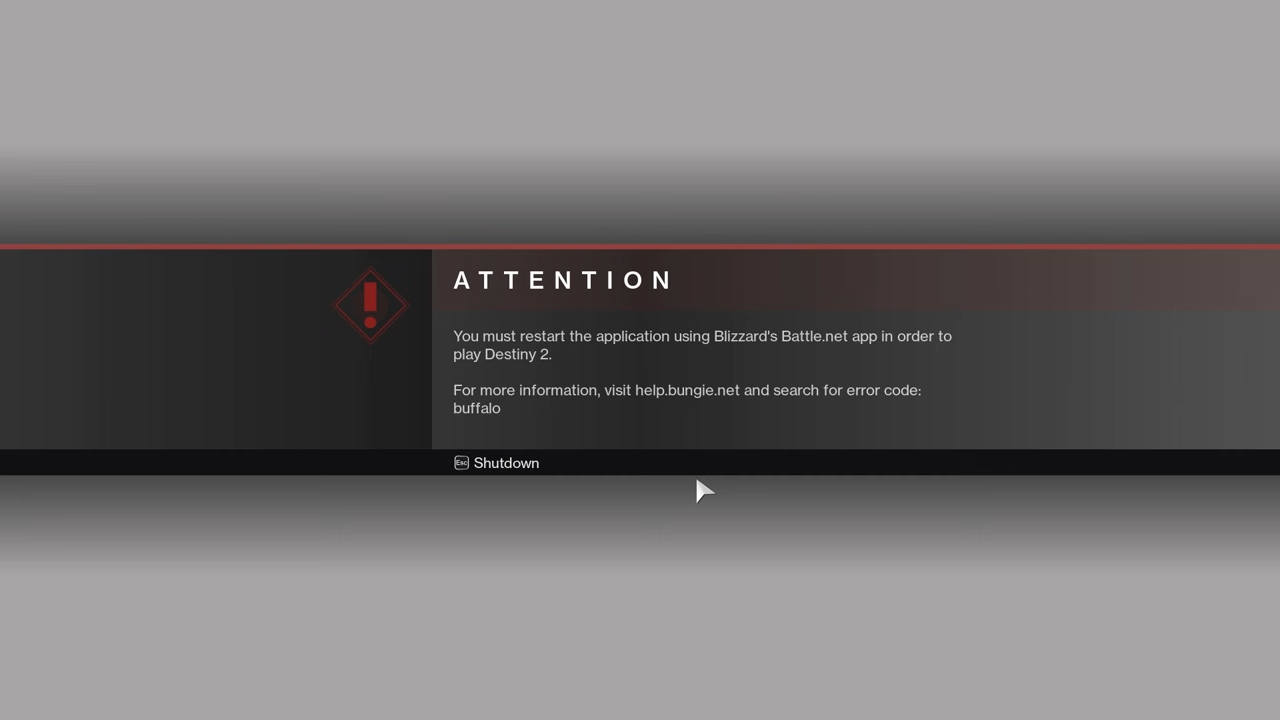 ATTENTION
You must restart the application using Blizzard's Battle.net app in order to
play Destiny 2.
For more information, visit help.bungie.net and search for error code:
buffalo
Esc Shutdown